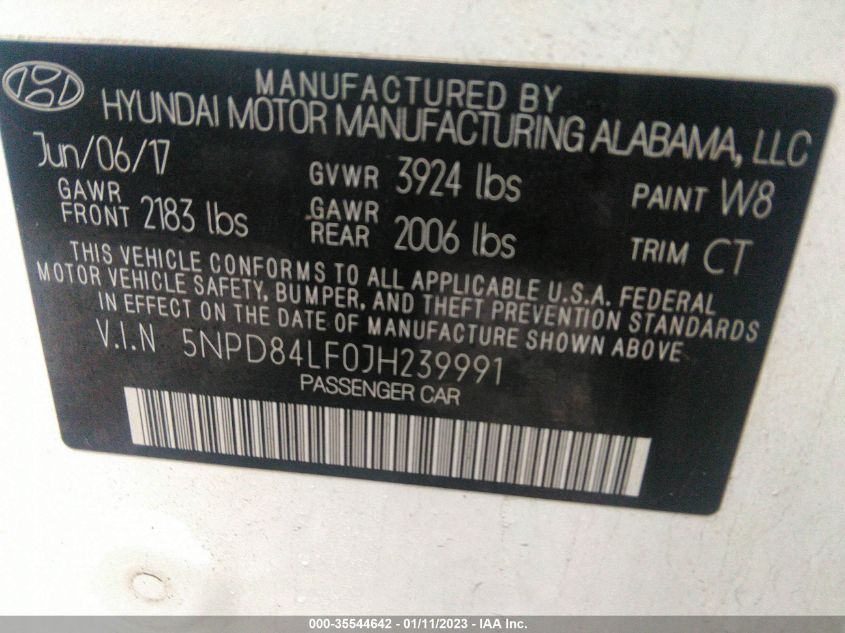 MANUFACTURED BY
HYUNDAI MOTOR MANUFACTURING ALABAMA, LLC
Jun/06/17
GVWR 3924 lbs
PAINT W8
GAWR
FRONT 2183 lbs
GAWR
REAR 2006 lbs
TRIM CT
THIS VEHICLE CONFORMS TO ALL APPLICABLE U.S.A. FEDERAL
MOTOR VEHICLE SAFETY, BUMPER, AND THEFT PREVENTION STANDARDS
IN EFFECT ON THE DATE OF MANUFACTURE SHOWN ABOVE.
V.I.N 5NPD84LF0JH239991
PASSENGER CAR
000-35544642 - 01/11/2023 - IAA Inc.